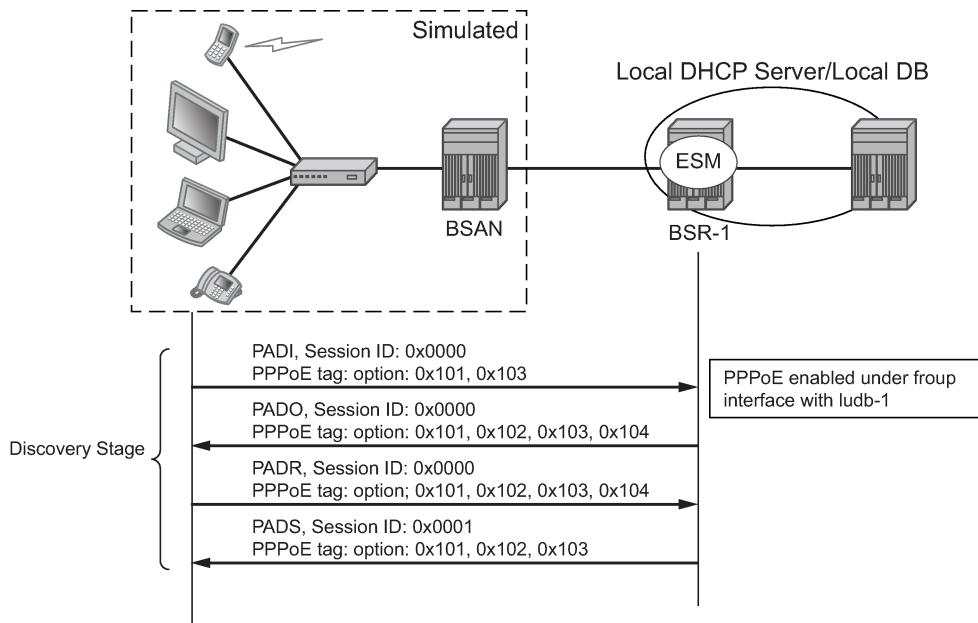 Simulated
Local DHCP Server/Local DB
ESM
BSAN
BSR-1
PADI, Session ID: 0x0000
PPPoE tag: option: 0x101, 0x103
PPPoE enabled under froup
interface with ludb-1
PADO, Session ID: 0x0000
PPPoE tag: option: 0x101, 0x102, 0x103, 0x104
Discovery Stage
PADR, Session ID: 0x0000
PPPoE tag: option; 0x101, 0x102, 0x103, 0x104
PADS, Session ID: 0x0001
PPPoE tag: option: 0x101, 0x102, 0x103